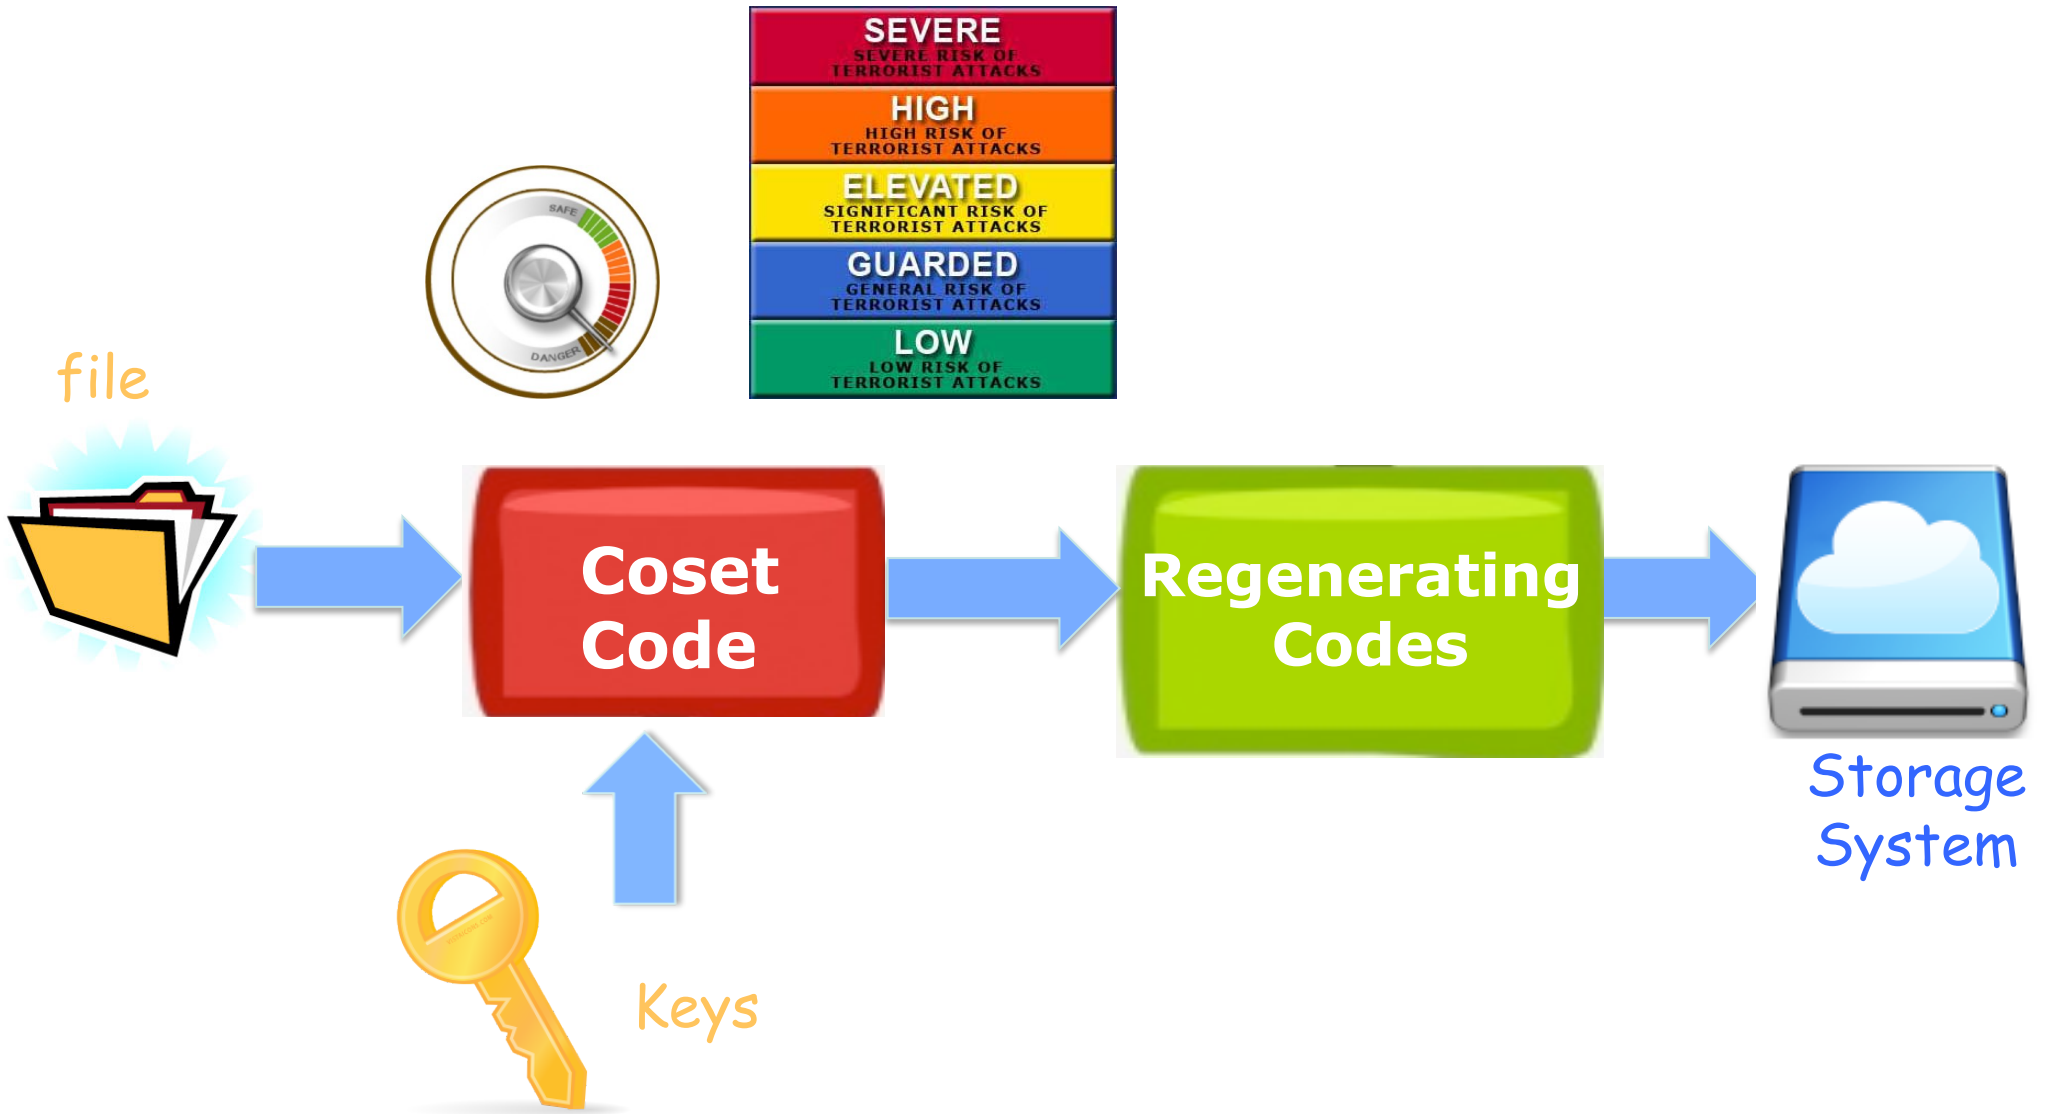 SEVERE
SEVERE RISK OF
TERRORIST ATTACKS
HIGH
HIGH RISK OF
TERRORIST ATTACKS
ELEVATED
SIGNIFICANT RISK OF
TERRORIST ATTACKS
GUARDED
GENERAL RISK OF
TERRORIST ATTACKS
LOW
LOW RISK OF
TERRORIST ATTACKS
SAFE
DANGER
file
Coset
Code
Regenerating
Codes
Storage
System
Keys